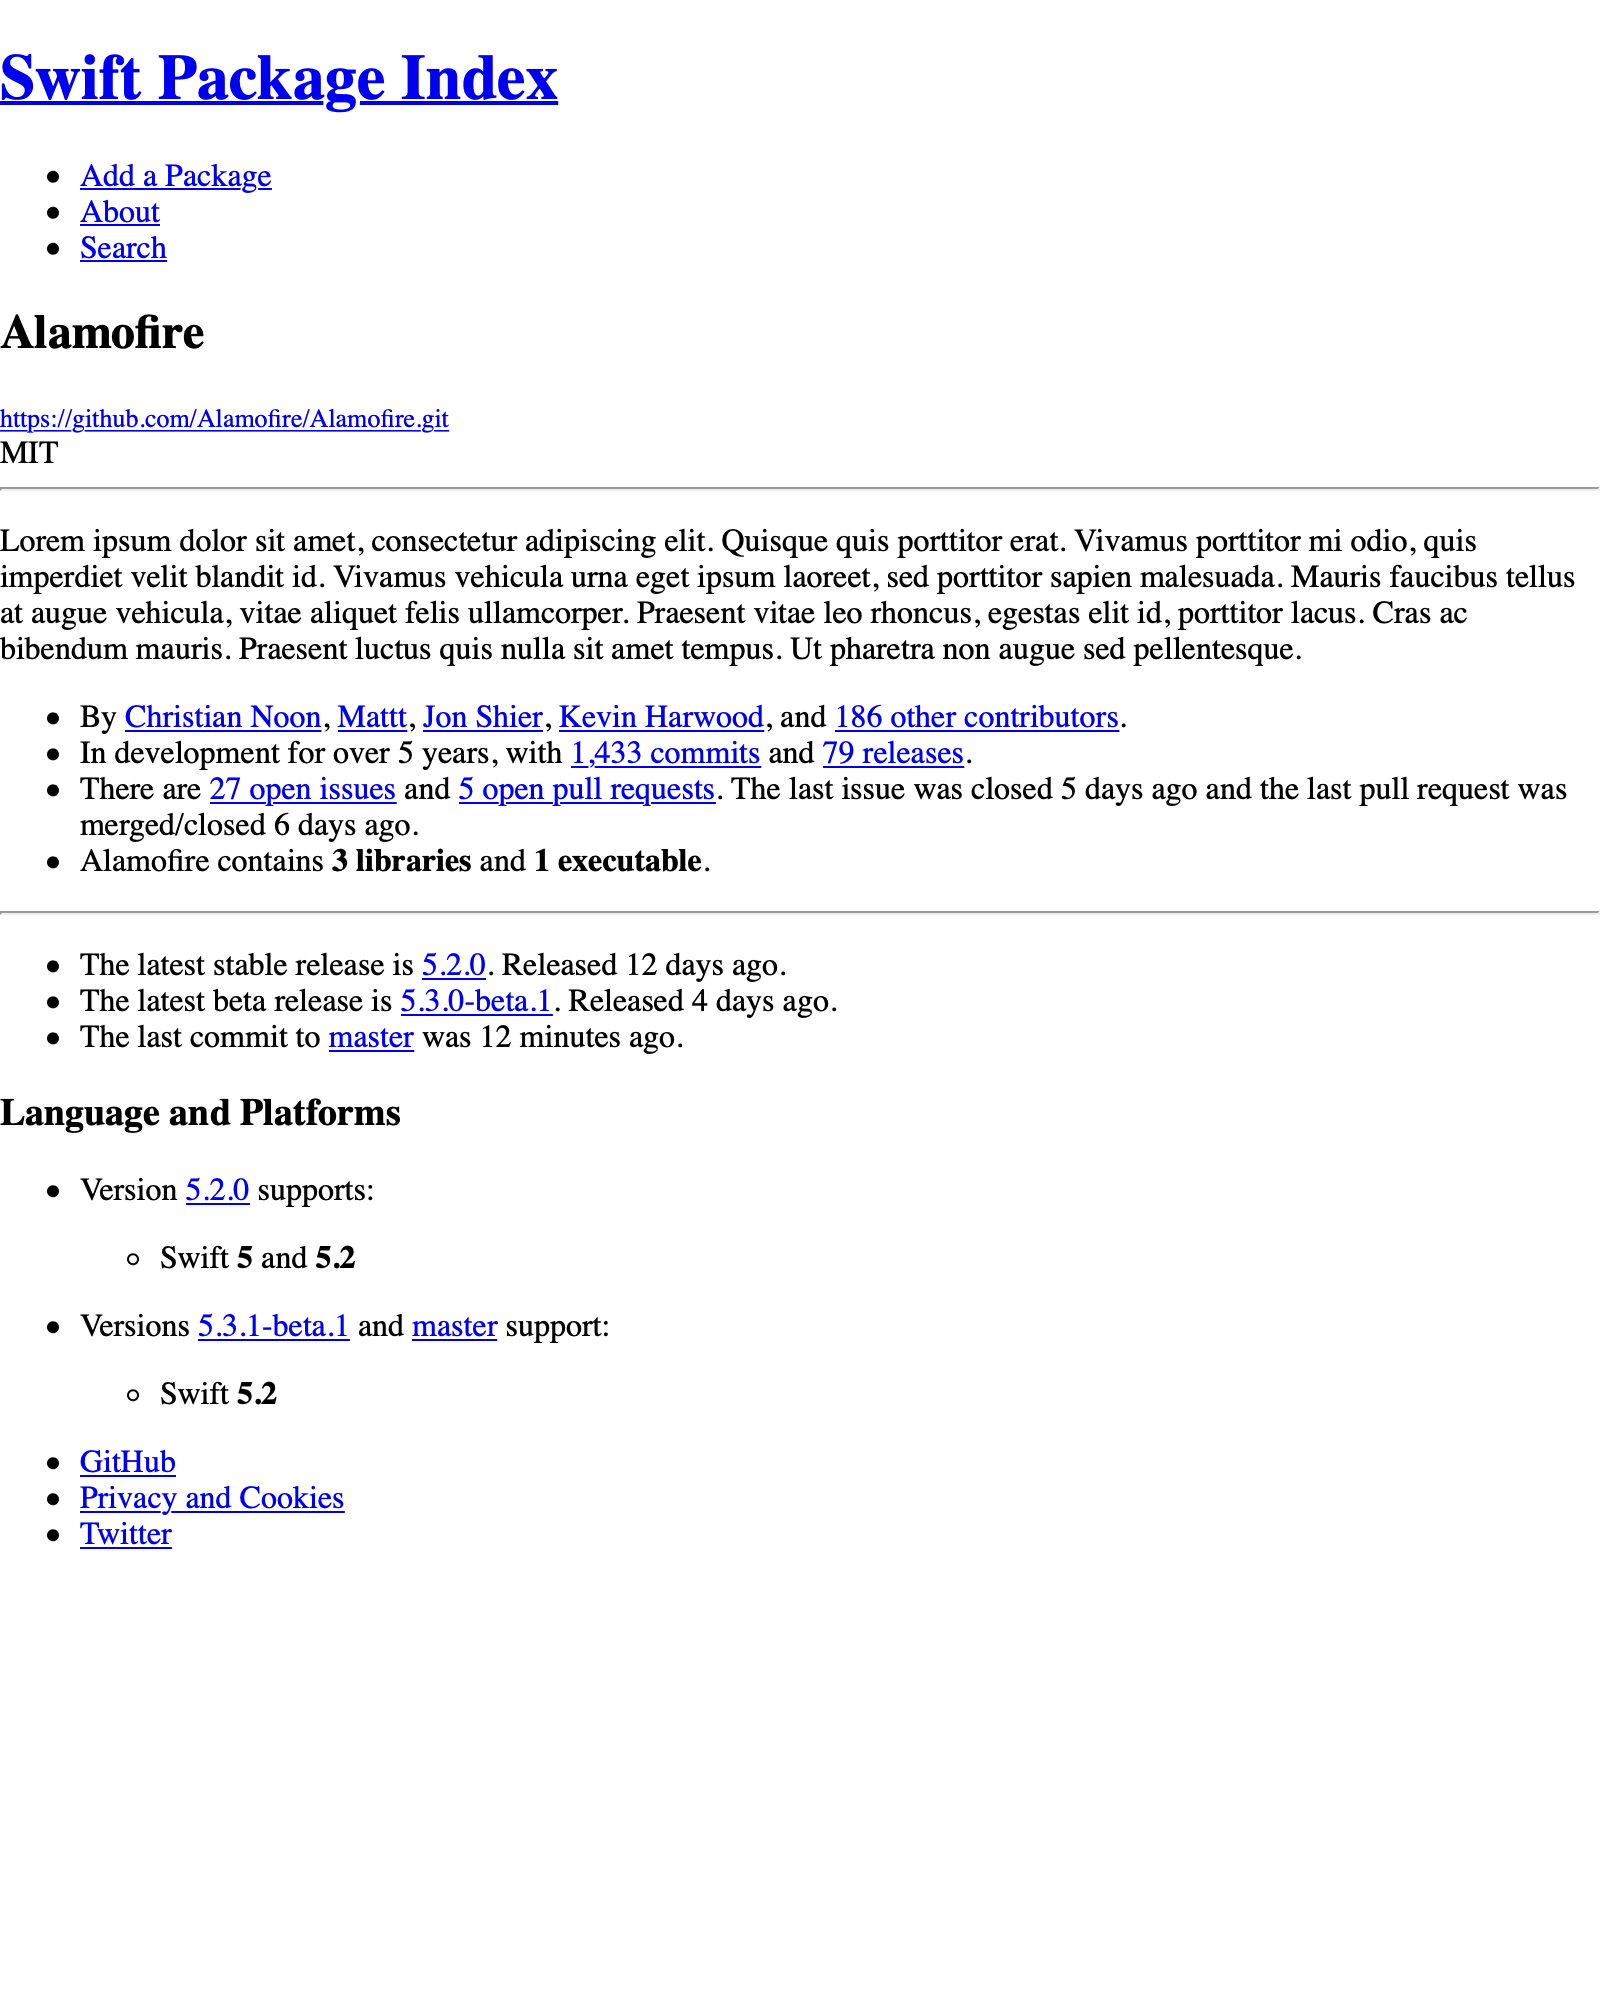 Swift Package Index
Add a Package
About
Search
Alamofire
https://github.com/Alamofire/Alamofire.git
MIT
Lorem ipsum dolor sit amet, consectetur adipiscing elit. Quisque quis porttitor erat. Vivamus porttitor mi odio, quis
imperdiet velit blandit id. Vivamus vehicula urna eget ipsum laoreet, sed porttitor sapien malesuada. Mauris faucibus tellus
at augue vehicula, vitae aliquet felis ullamcorper. Praesent vitae leo rhoncus, egestas elit id, porttitor lacus. Cras ac
bibendum mauris. Praesent luctus quis nulla sit amet tempus. Ut pharetra non augue sed pellentesque.
By Christian Noon, Mattt, Jon Shier, Kevin Harwood, and 186 other contributors.
In development for over 5 years, with 1,433 commits and 79 releases.
There are 27 open issues and 5 open pull requests. The last issue was closed 5 days ago and the last pull request was
merged/closed 6 days ago.
Alamofire contains 3 libraries and 1 executable.
The latest stable release is 5.2.0. Released 12 days ago.
The latest beta release is 5.3.0-beta.1. Released 4 days ago.
The last commit to master was 12 minutes ago.
Language and Platforms
Version 5.2.0 supports:
Swift 5 and 5.2
Versions 5.3.1-beta.1 and master support:
Swift 5.2
GitHub
Privacy and Cookies
Twitter